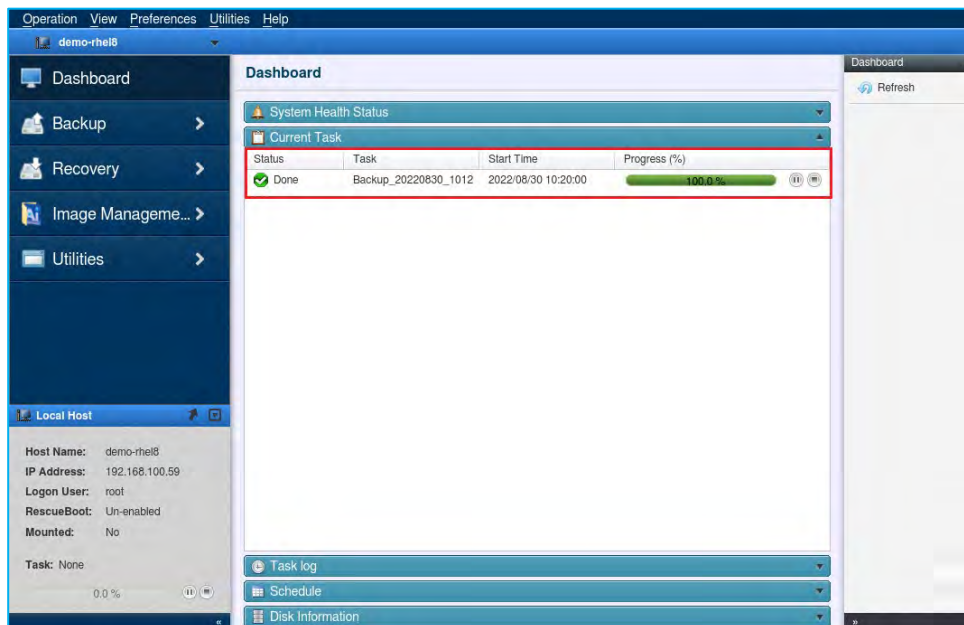 Operation View Preferences Utilities Help
demo-rhel8
Dashboard
Backup
Recovery
Image Manageme...
Utilities
Local Host
Host Name: demo-rhel8
IP Address: 192.168.100.59
Logon User: root
RescueBoot: Un-enabled
Mounted: No
Task: None
0.0 %
«
Dashboard
System Health Status
Current Task
Status Task Start Time Progress (%)
Done Backup_20220830_1012 2022/08/30 10:20:00 100.0 %
Task log
Schedule
Disk Information
Dashboard
Refresh
»